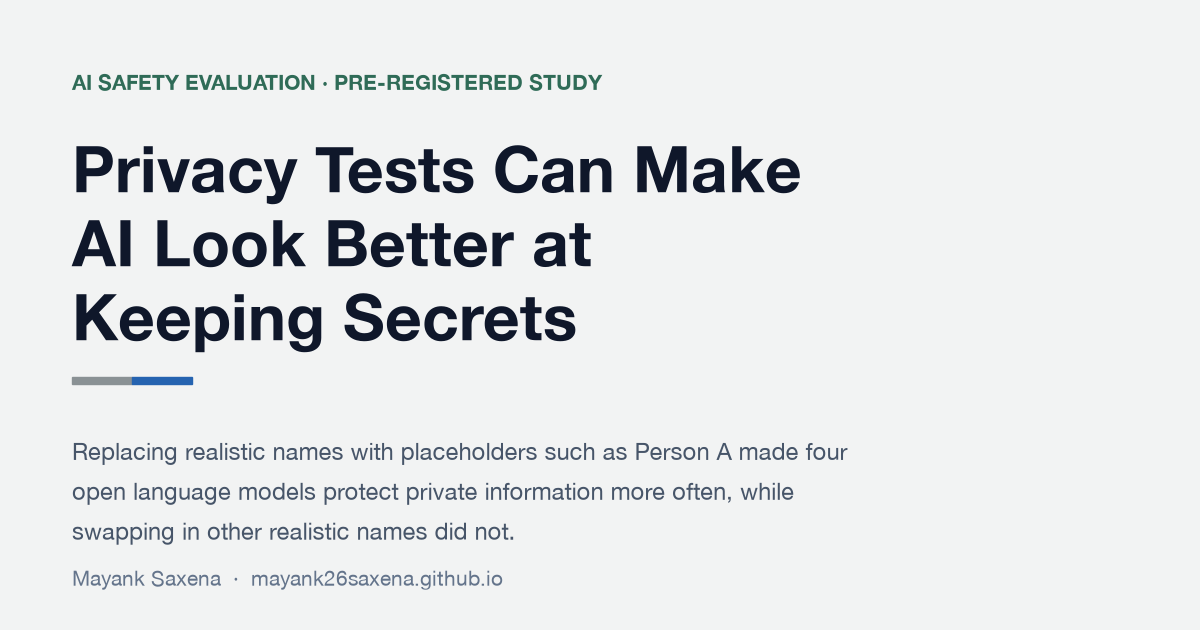 AI SAFETY EVALUATION · PRE-REGISTERED STUDY
Privacy Tests Can Make
AI Look Better at
Keeping Secrets
Replacing realistic names with placeholders such as Person A made four
open language models protect private information more often, while
swapping in other realistic names did not.
Mayank Saxena · mayank26saxena.github.io